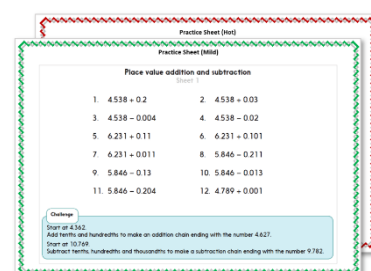 Practice Sheet (Hot)
Practice Sheet (Mild)
Place value addition and subtraction
Sheet 1
1. 4.538 + 0.2 2. 4.538 + 0.03
3. 4.538 – 0.004 4. 4.538 – 0.02
5. 6.231 + 0.11 6. 6.231 + 0.101
7. 6.231 + 0.011 8. 5.846 – 0.211
9. 5.846 – 0.13 10. 5.846 – 0.013
11. 5.846 – 0.204 12. 4.789 + 0.001
Challenge
Start at 4.362.
Add tenths and hundredths to make an addition chain ending with the number 4.627.
Start at 10.769.
Subtract tenths, hundredths and thousandths to make a subtraction chain ending with the number 9.782.